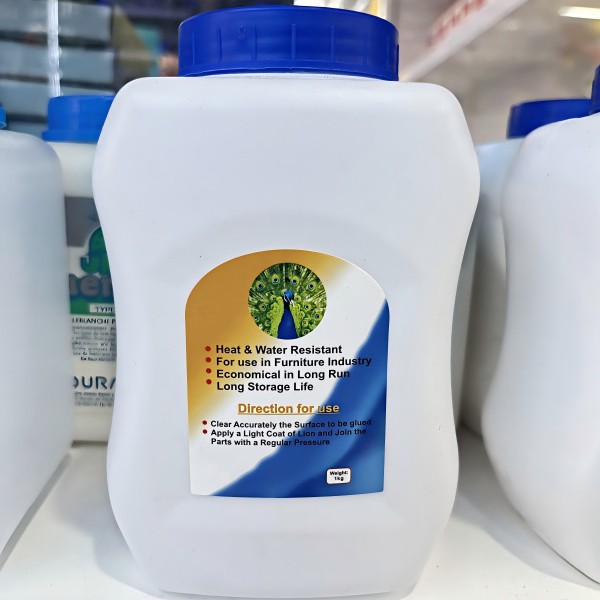 Heat & Water Resistant
For use in Furniture Industry
Economical in Long Run
Long Storage Life
Direction for use
Clear Accurately the Surface to be glued
Apply a Light Coat of Lion and Join the
Parts with a Regular Pressure
Weight:
1kg
TYPE